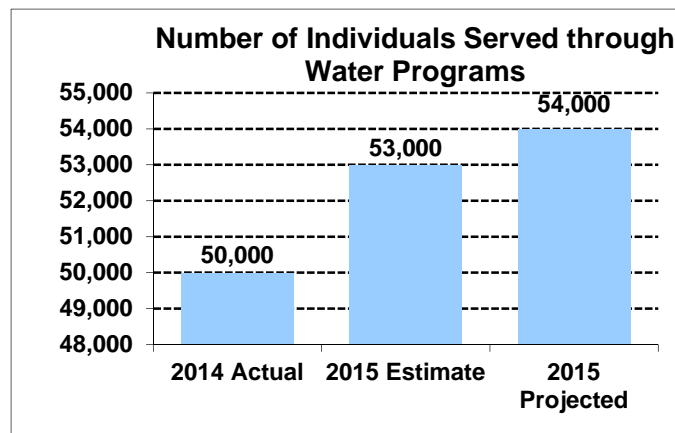 Number of Individuals Served through
Water Programs
55,000
54,000
53,000
52,000
51,000
50,000
49,000
48,000
50,000
53,000
54,000
2014 Actual
2015 Estimate
2015
Projected